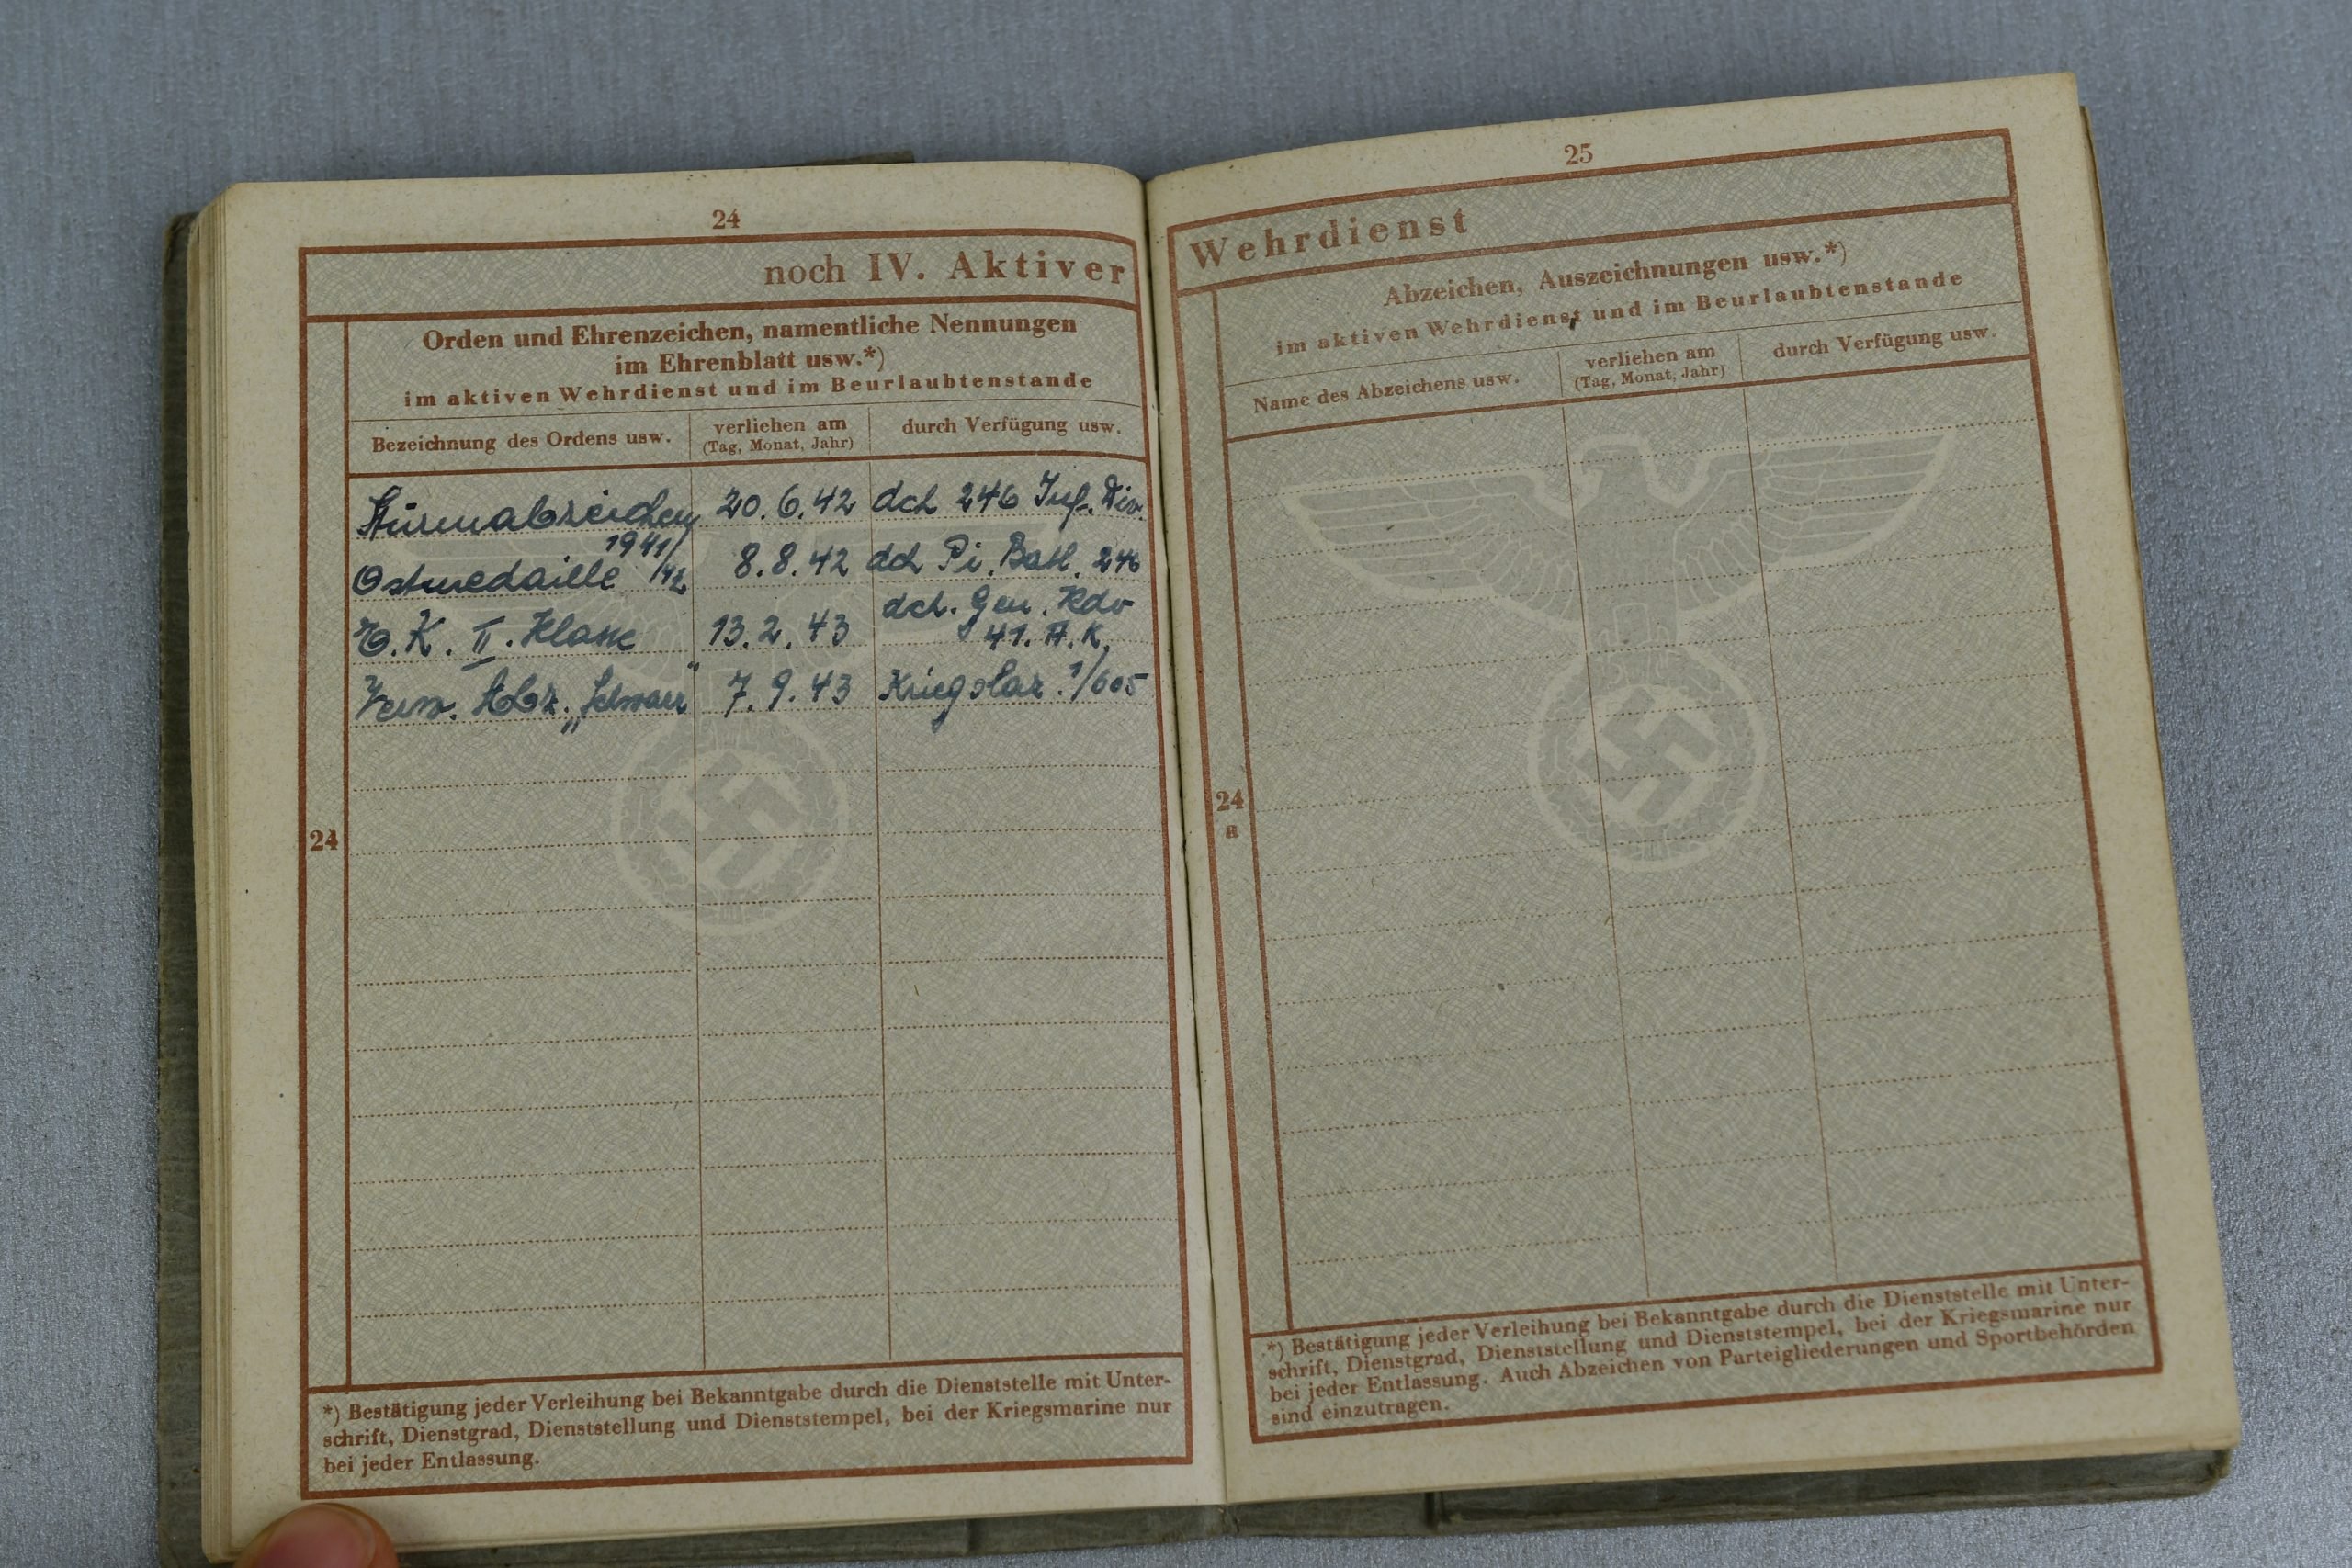 24
noch IV. Aktiver
Orden und Ehrenzeichen, namentliche Nennungen
im Ehrenblatt usw.*)
im aktiven Wehrdienst und im Beurlaubtenstande
Bezeichnung des Ordens usw.
verliehen am
(Tag, Monat, Jahr)
durch Verfügung usw.
Sturmabzeichen 20.6.42 dch 246 Inf. Div.
Ostmedaille 1941/42 8.8.42 dch Pi. Batl. 246
E.K. II. Klasse 13.2.43 dch. Gen. Kdo
41. A.K.
Verw. Abz. „Schwarz" 7.9.43 Kriegslaz. 1/605
24
*) Bestätigung jeder Verleihung bei Bekanntgabe durch die Dienststelle mit Unter-
schrift, Dienstgrad, Dienststellung und Dienststempel, bei der Kriegsmarine nur
bei jeder Entlassung.
25
Wehrdienst
Abzeichen, Auszeichnungen usw.*)
im aktiven Wehrdienst und im Beurlaubtenstande
Name des Abzeichens usw.
verliehen am
(Tag, Monat, Jahr)
durch Verfügung usw.
24
a
*) Bestätigung jeder Verleihung bei Bekanntgabe durch die Dienststelle mit Unter-
schrift, Dienstgrad, Dienststellung und Dienststempel, bei der Kriegsmarine nur
bei jeder Entlassung. Auch Abzeichen von Parteigliederungen und Sportbehörden
sind einzutragen.